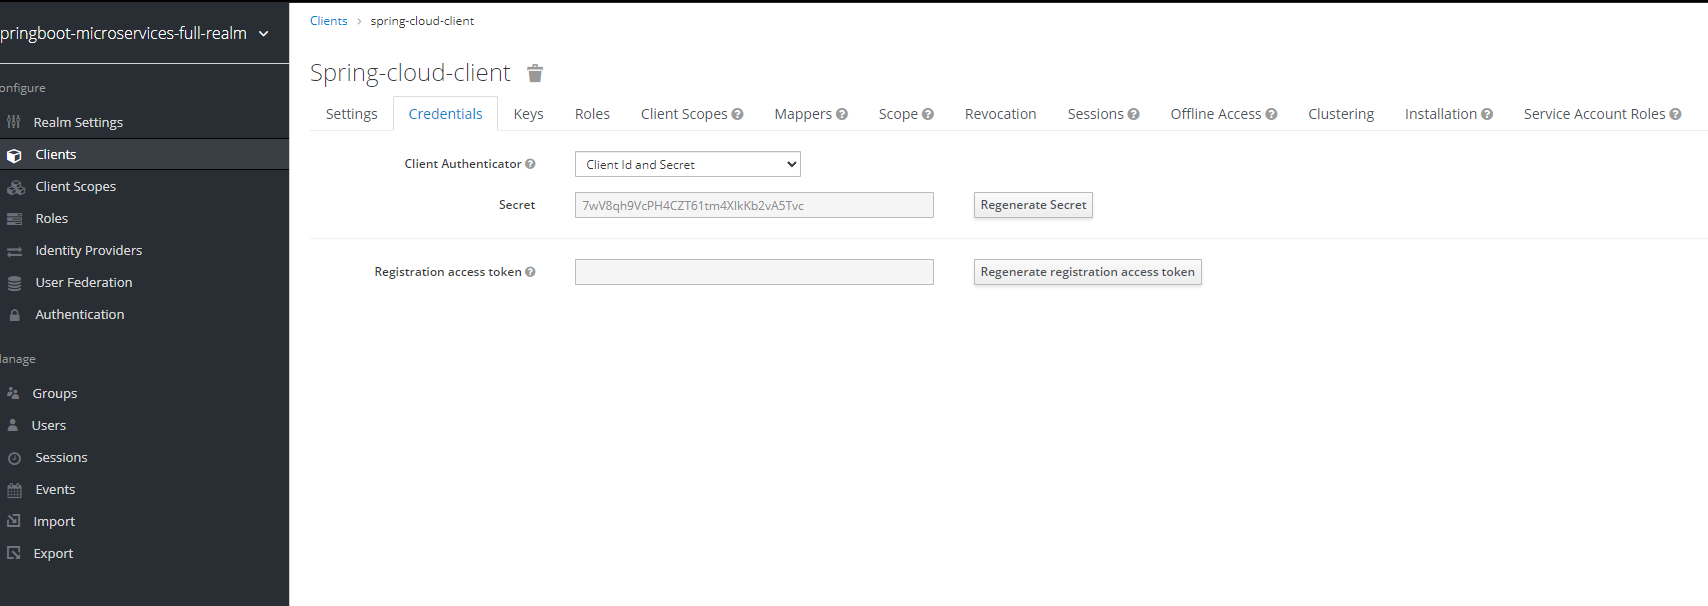 pringboot-microservices-full-realm
onfigure
Realm Settings
Clients
Client Scopes
Roles
Identity Providers
User Federation
Authentication
anage
Groups
Users
Sessions
Events
Import
Export
Clients > spring-cloud-client
Spring-cloud-client
Settings Credentials Keys Roles Client Scopes Mappers Scope Revocation Sessions Offline Access Clustering Installation Service Account Roles
Client Authenticator Client Id and Secret
Secret 7wV8qh9VcPH4CZT61tm4XlkKb2vA5Tvc Regenerate Secret
Registration access token Regenerate registration access token